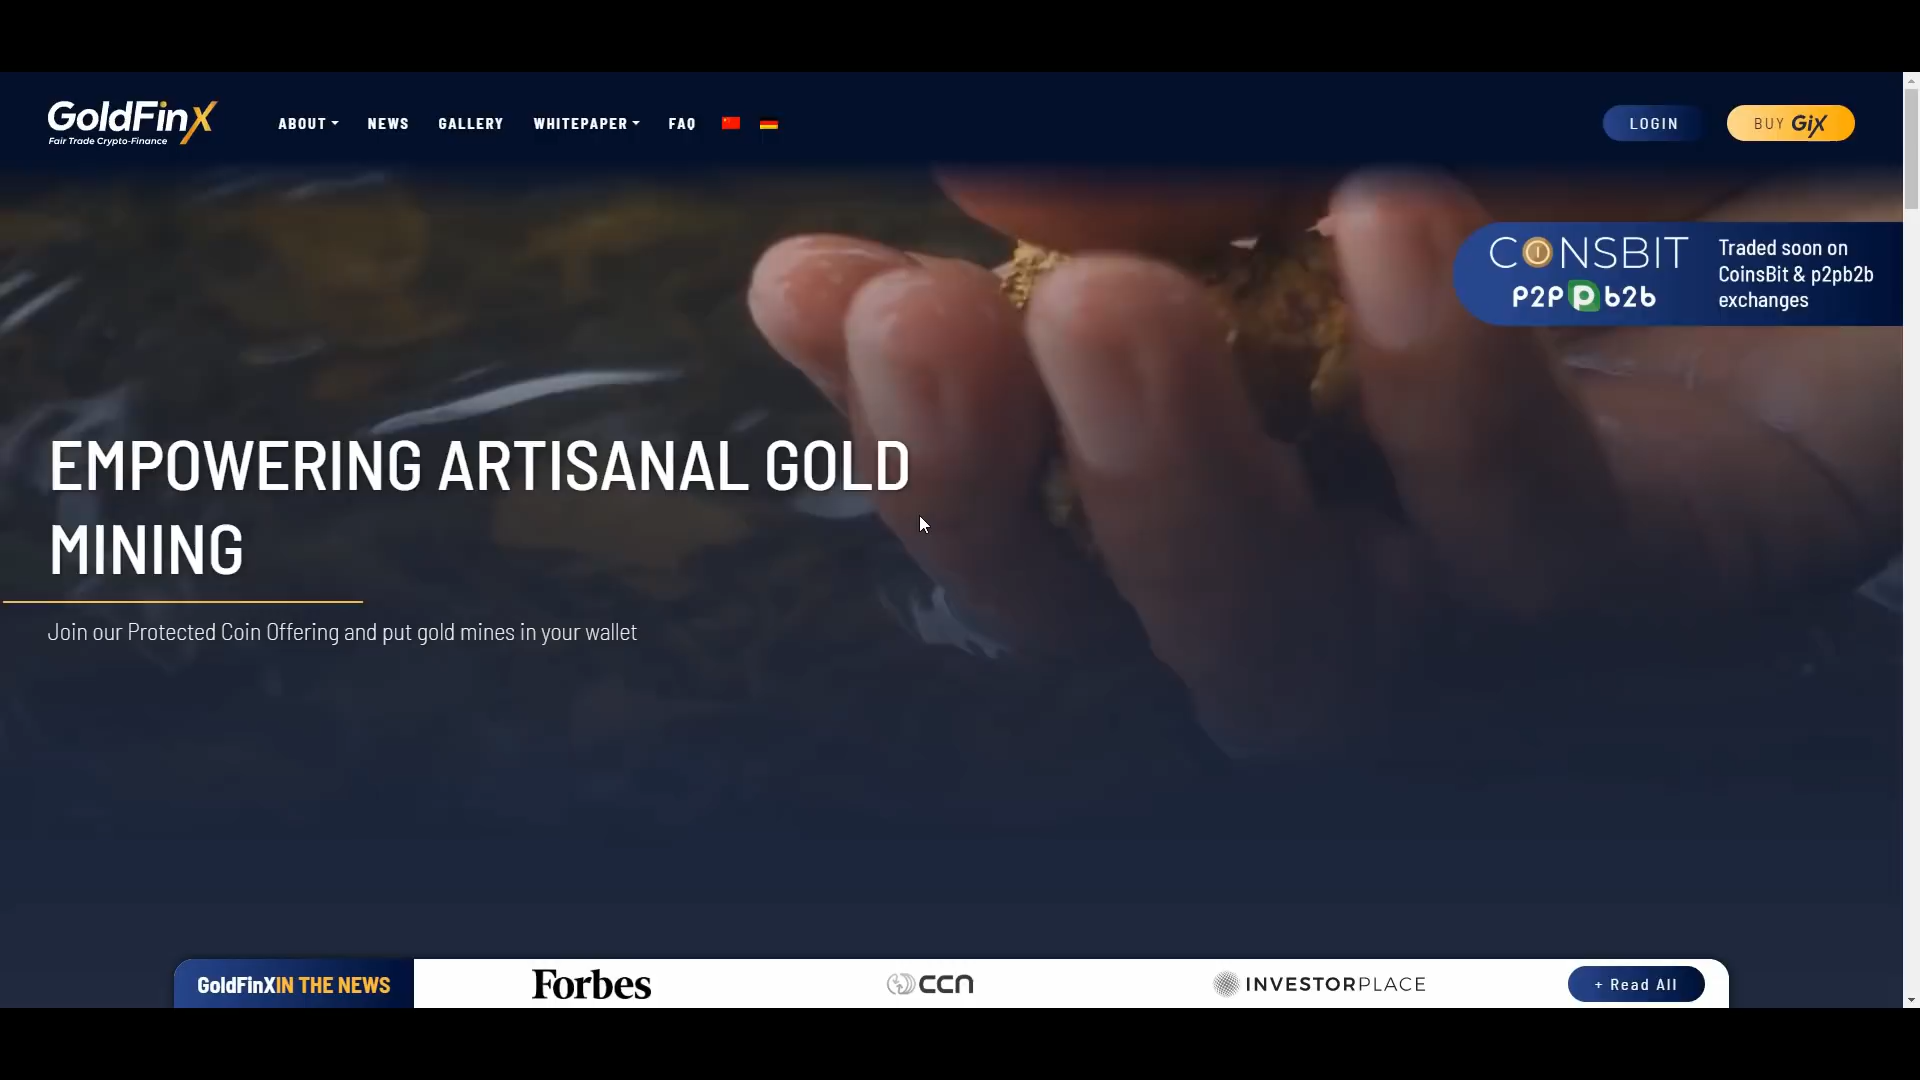 GoldFinX
Fair Trade Crypto-Finance
ABOUT
NEWS
GALLERY
WHITEPAPER
FAQ
LOGIN
BUY GiX
COINSBIT
P2P b2b
Traded soon on
CoinsBit & p2pb2b
exchanges
EMPOWERING ARTISANAL GOLD
MINING
Join our Protected Coin Offering and put gold mines in your wallet
GoldFinX IN THE NEWS
Forbes
CCN
INVESTORPLACE
+ Read All